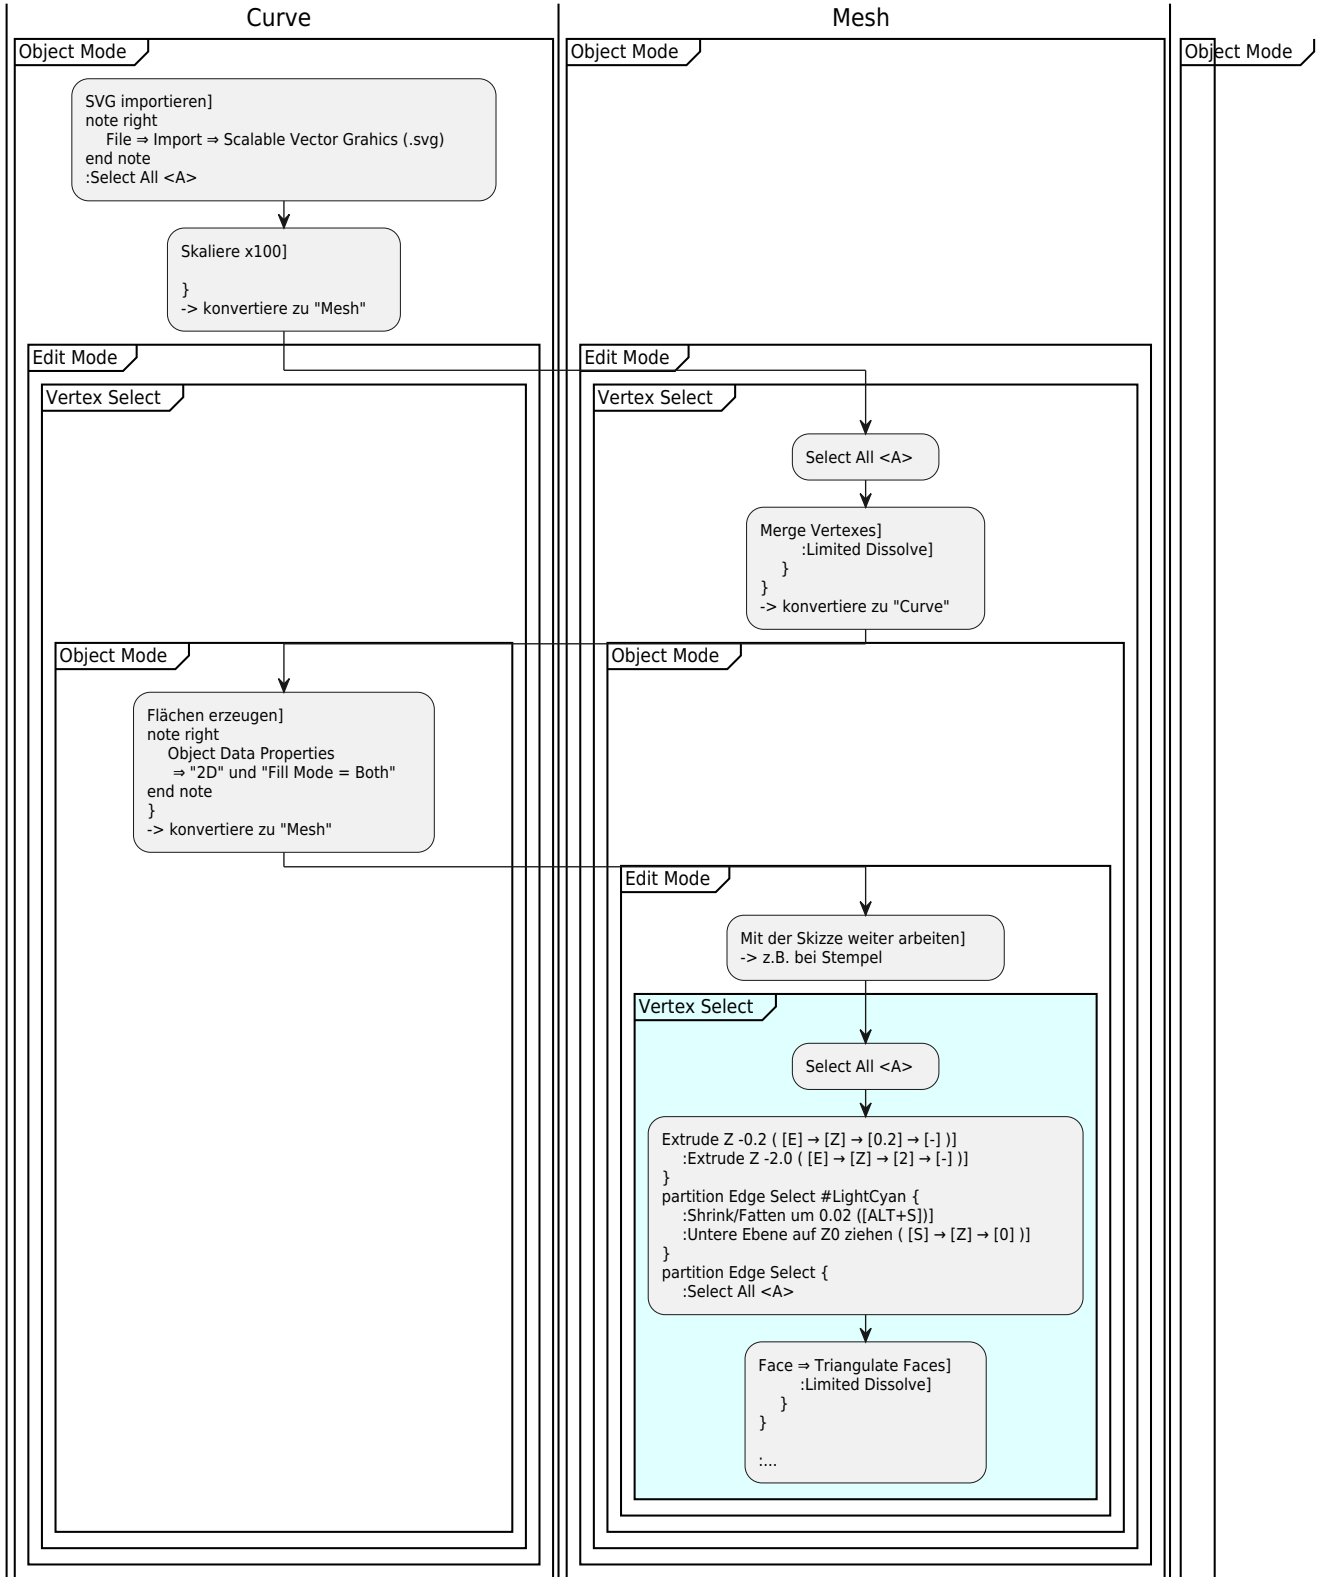 Curve
Mesh
Object Mode
Object Mode
Object Mode
SVG importieren]
note right
File ⇒ Import ⇒ Scalable Vector Grahics (.svg)
end note
:Select All <A>
Skaliere x100]
}
-> konvertiere zu "Mesh"
Edit Mode
Edit Mode
Vertex Select
Vertex Select
Select All <A>
Merge Vertexes]
:Limited Dissolve]
}
}
-> konvertiere zu "Curve"
Object Mode
Object Mode
Flächen erzeugen]
note right
Object Data Properties
⇒ "2D" und "Fill Mode = Both"
end note
}
-> konvertiere zu "Mesh"
Edit Mode
Mit der Skizze weiter arbeiten]
-> z.B. bei Stempel
Vertex Select
Select All <A>
Extrude Z -0.2 ( [E] → [Z] → [0.2] → [-] )]
:Extrude Z -2.0 ( [E] → [Z] → [2] → [-] )]
}
partition Edge Select #LightCyan {
:Shrink/Fatten um 0.02 ([ALT+S])]
:Untere Ebene auf Z0 ziehen ( [S] → [Z] → [0] )]
}
partition Edge Select {
:Select All <A>
Face ⇒ Triangulate Faces]
:Limited Dissolve]
}
}
:...